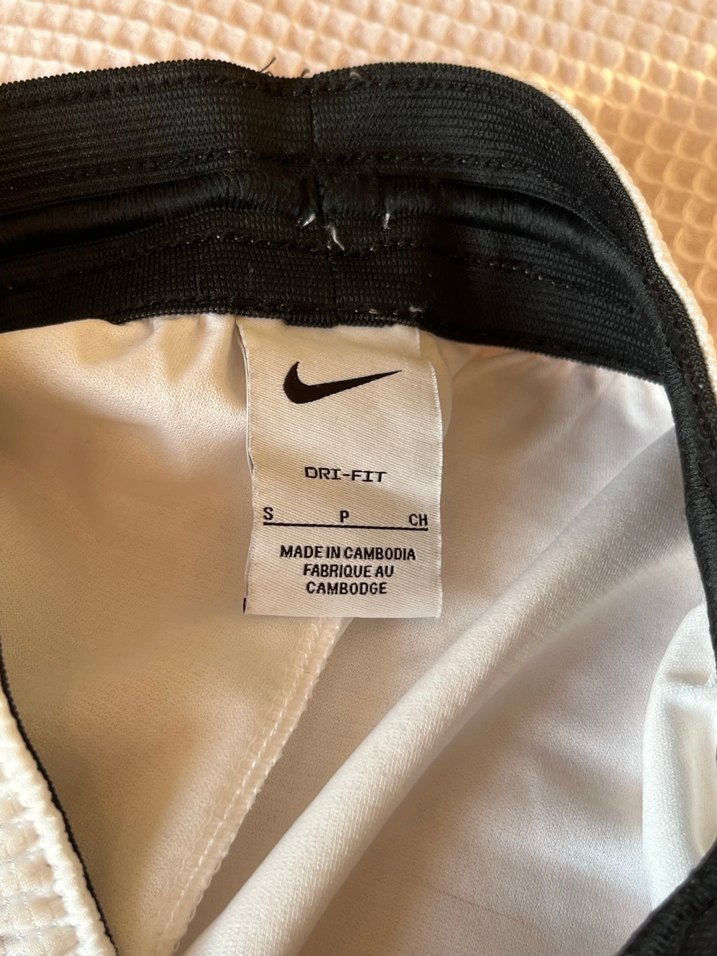 DRI-FIT
S P CH
MADE IN CAMBODIA
FABRIQUE AU
CAMBODGE